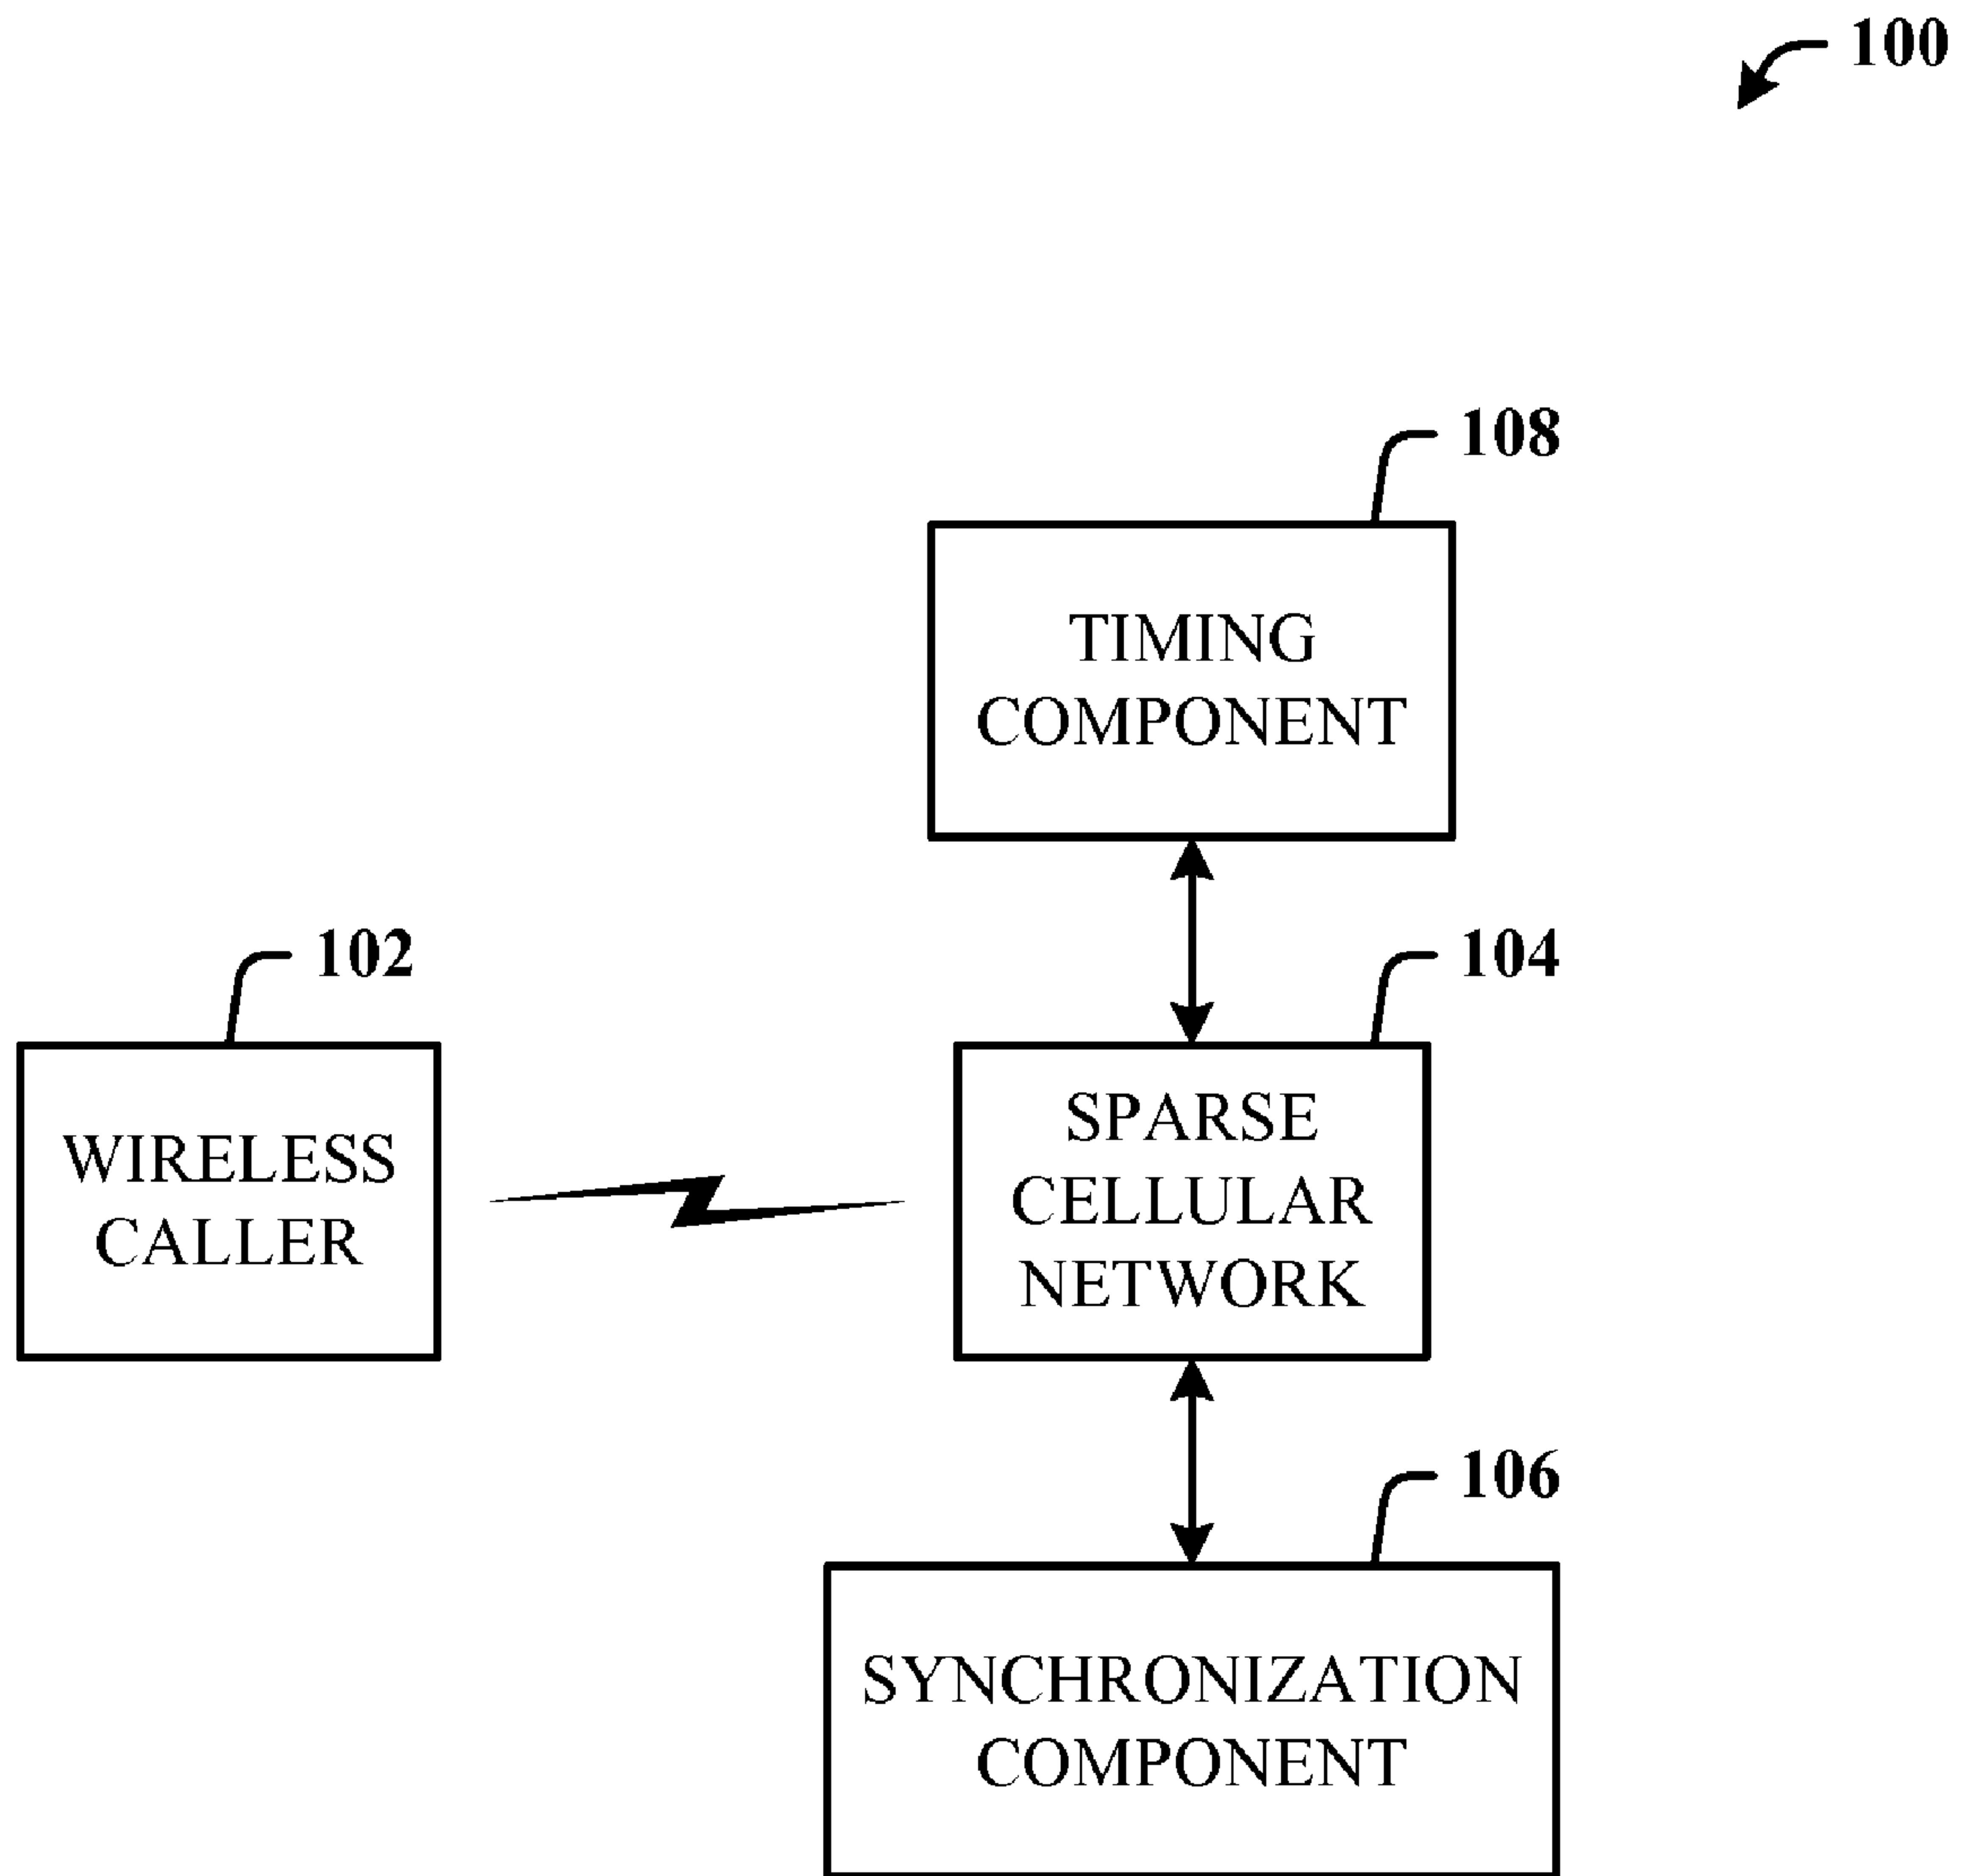 100
108
TIMING
COMPONENT
102
104
WIRELESS
CALLER
SPARSE
CELLULAR
NETWORK
106
SYNCHRONIZATION
COMPONENT